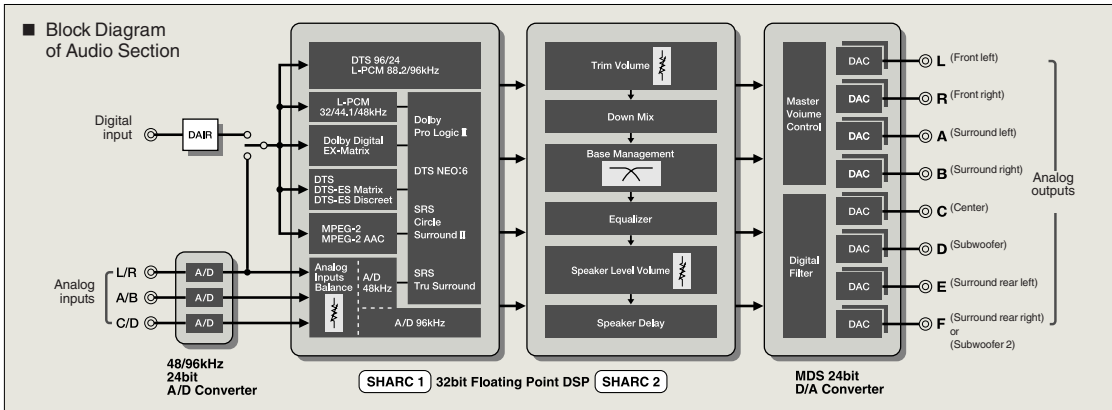 ■ Block Diagram
of Audio Section
Digital
input
DAIR
Analog
inputs
L/R
A/B
C/D
A/D
A/D
A/D
48/96kHz
24bit
A/D Converter
DTS 96/24
L-PCM 88.2/96kHz
L-PCM
32/44.1/48kHz
Dolby Digital
EX-Matrix
DTS
DTS-ES Matrix
DTS-ES Discreet
MPEG-2
MPEG-2 AAC
Analog
Inputs
Balance
A/D
48kHz
A/D 96kHz
Dolby
Pro Logic II
DTS NEO:6
SRS
Circle
Surround II
SRS
Tru Surround
SHARC 1 32bit Floating Point DSP SHARC 2
Trim Volume
Down Mix
Base Management
Equalizer
Speaker Level Volume
Speaker Delay
Master
Volume
Control
Digital
Filter
DAC
DAC
DAC
DAC
DAC
DAC
DAC
DAC
MDS 24bit
D/A Converter
L (Front left)
R (Front right)
A (Surround left)
B (Surround right)
C (Center)
D (Subwoofer)
E (Surround rear left)
F (Surround rear right)
or
(Subwoofer 2)
Analog
outputs